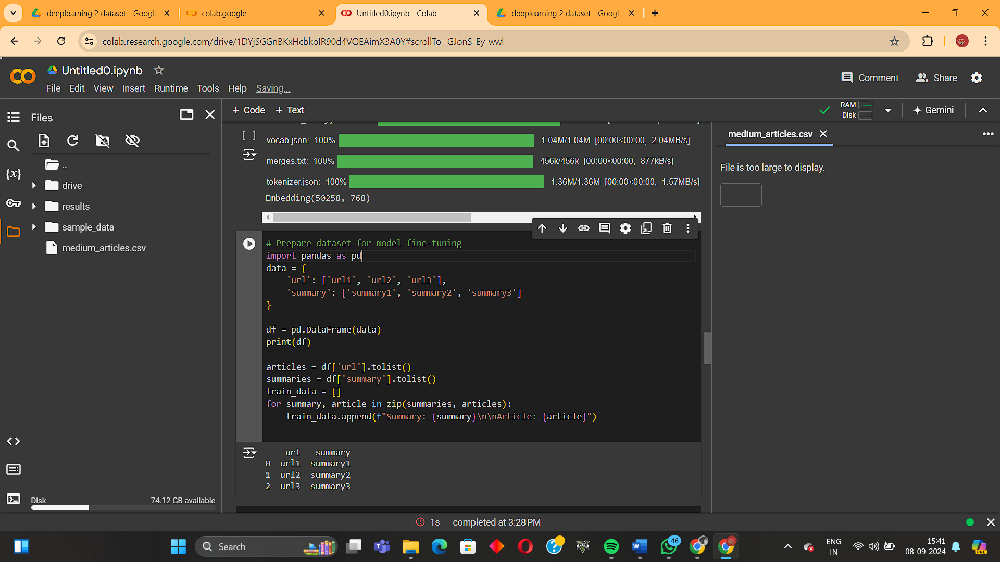 deeplearning 2 dataset - Googl
colab.google
Untitled0.ipynb - Colab
deeplearning 2 dataset - Googl
colab.research.google.com/drive/1DYjSGGnBKxHcbkoIR90d4VQEAimX3A0Y#scrollTo=GJonS-Ey-wwl
Untitled0.ipynb
Comment
Share
File Edit View Insert Runtime Tools Help Saving...
Files
+ Code + Text
RAM
Disk
Gemini
..
drive
results
sample_data
medium_articles.csv
Disk 74.12 GB available
[ ]
vocab.json: 100% 1.04M/1.04M [00:00<00:00, 2.04MB/s]
merges.txt: 100% 456k/456k [00:00<00:00, 877kB/s]
tokenizer.json: 100% 1.36M/1.36M [00:00<00:00, 1.57MB/s]
Embedding(50258, 768)
# Prepare dataset for model fine-tuning
import pandas as pd
data = {
'url': ['url1', 'url2', 'url3'],
'summary': ['summary1', 'summary2', 'summary3']
}
df = pd.DataFrame(data)
print(df)
articles = df['url'].tolist()
summaries = df['summary'].tolist()
train_data = []
for summary, article in zip(summaries, articles):
train_data.append(f"Summary: {summary}\n\nArticle: {article}")
url summary
0 url1 summary1
1 url2 summary2
2 url3 summary3
medium_articles.csv
File is too large to display.
1s completed at 3:28 PM
Search
46
ENG
IN
15:41
08-09-2024
PRE